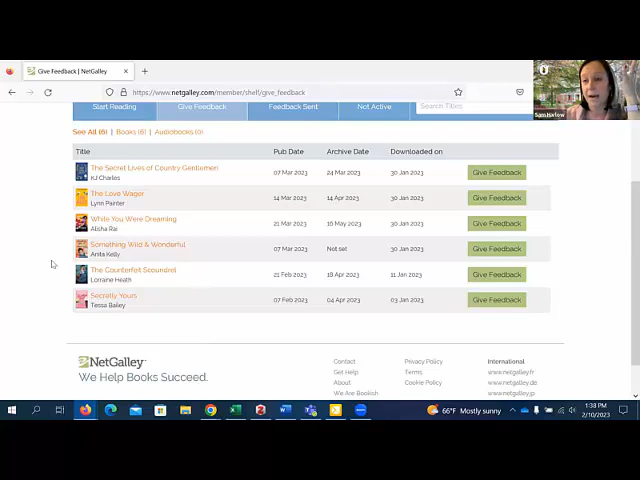 Give Feedback | NetGalley
https://www.netgalley.com/member/shelf/give_feedback
Sam Harlow
Start Reading Give Feedback Feedback Sent Not Active Search Titles
See All (6) | Books (6) | Audiobooks (0)
Title Pub Date Archive Date Downloaded on
The Secret Lives of Country Gentlemen
KJ Charles
07 Mar 2023 24 Mar 2023 30 Jan 2023 Give Feedback
The Love Wager
Lynn Painter
14 Mar 2023 14 Apr 2023 30 Jan 2023 Give Feedback
While You Were Dreaming
Alisha Rai
21 Mar 2023 16 May 2023 30 Jan 2023 Give Feedback
Something Wild & Wonderful
Anita Kelly
07 Mar 2023 Not set 30 Jan 2023 Give Feedback
The Counterfeit Scoundrel
Lorraine Heath
21 Feb 2023 18 Apr 2023 11 Jan 2023 Give Feedback
Secretly Yours
Tessa Bailey
07 Feb 2023 04 Apr 2023 03 Jan 2023 Give Feedback
NetGalley
We Help Books Succeed.
Contact Privacy Policy International
Get Help Terms www.netgalley.fr
About Cookie Policy www.netgalley.de
We Are Bookish www.netgalley.jp
66°F Mostly sunny
1:38 PM
2/10/2023